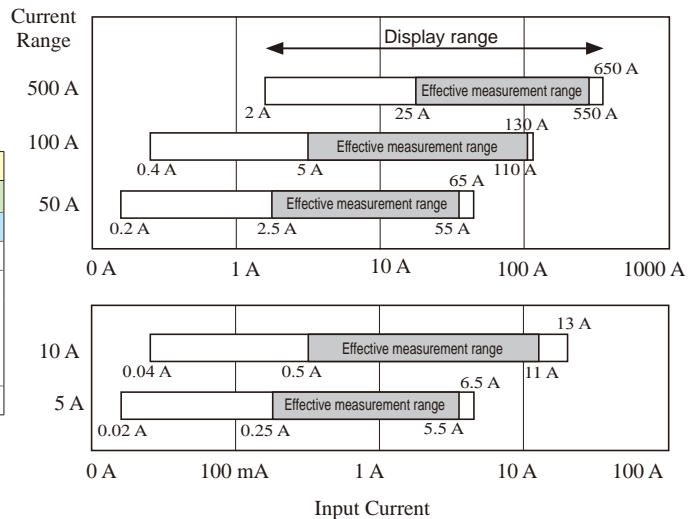 Current
Range
Display range
650 A
500 A
Effective measurement range
2 A
25 A
550 A
130 A
100 A
Effective measurement range
0.4 A
5 A
110 A
65 A
50 A
Effective measurement range
0.2 A
2.5 A
55 A
0 A
1 A
10 A
100 A
1000 A
13 A
10 A
Effective measurement range
0.04 A
0.5 A
11 A
6.5 A
5 A
Effective measurement range
0.02 A
0.25 A
5.5 A
0 A
100 mA
1 A
10 A
100 A
Input Current